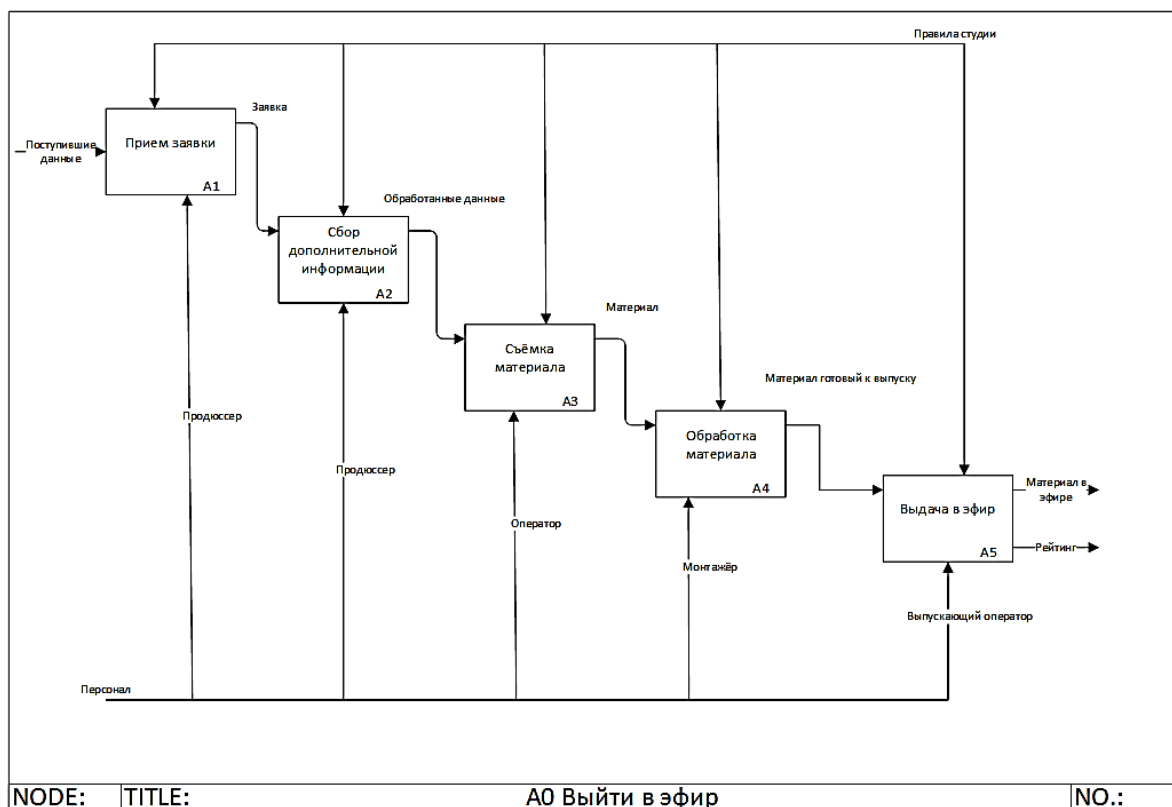 Правила студии
Заявка
Поступившие
данные
Прием заявки
A1
Обработанные данные
Сбор
дополнительной
информации
A2
Материал
Съёмка
материала
A3
Материал готовый к выпуску
Продюссер
Обработка
материала
A4
Продюссер
Материал в
эфире
Выдача в эфир
Оператор
Рейтинг
A5
Монтажёр
Выпускающий оператор
Персонал
NODE:
TITLE:
A0 Выйти в эфир
NO.: